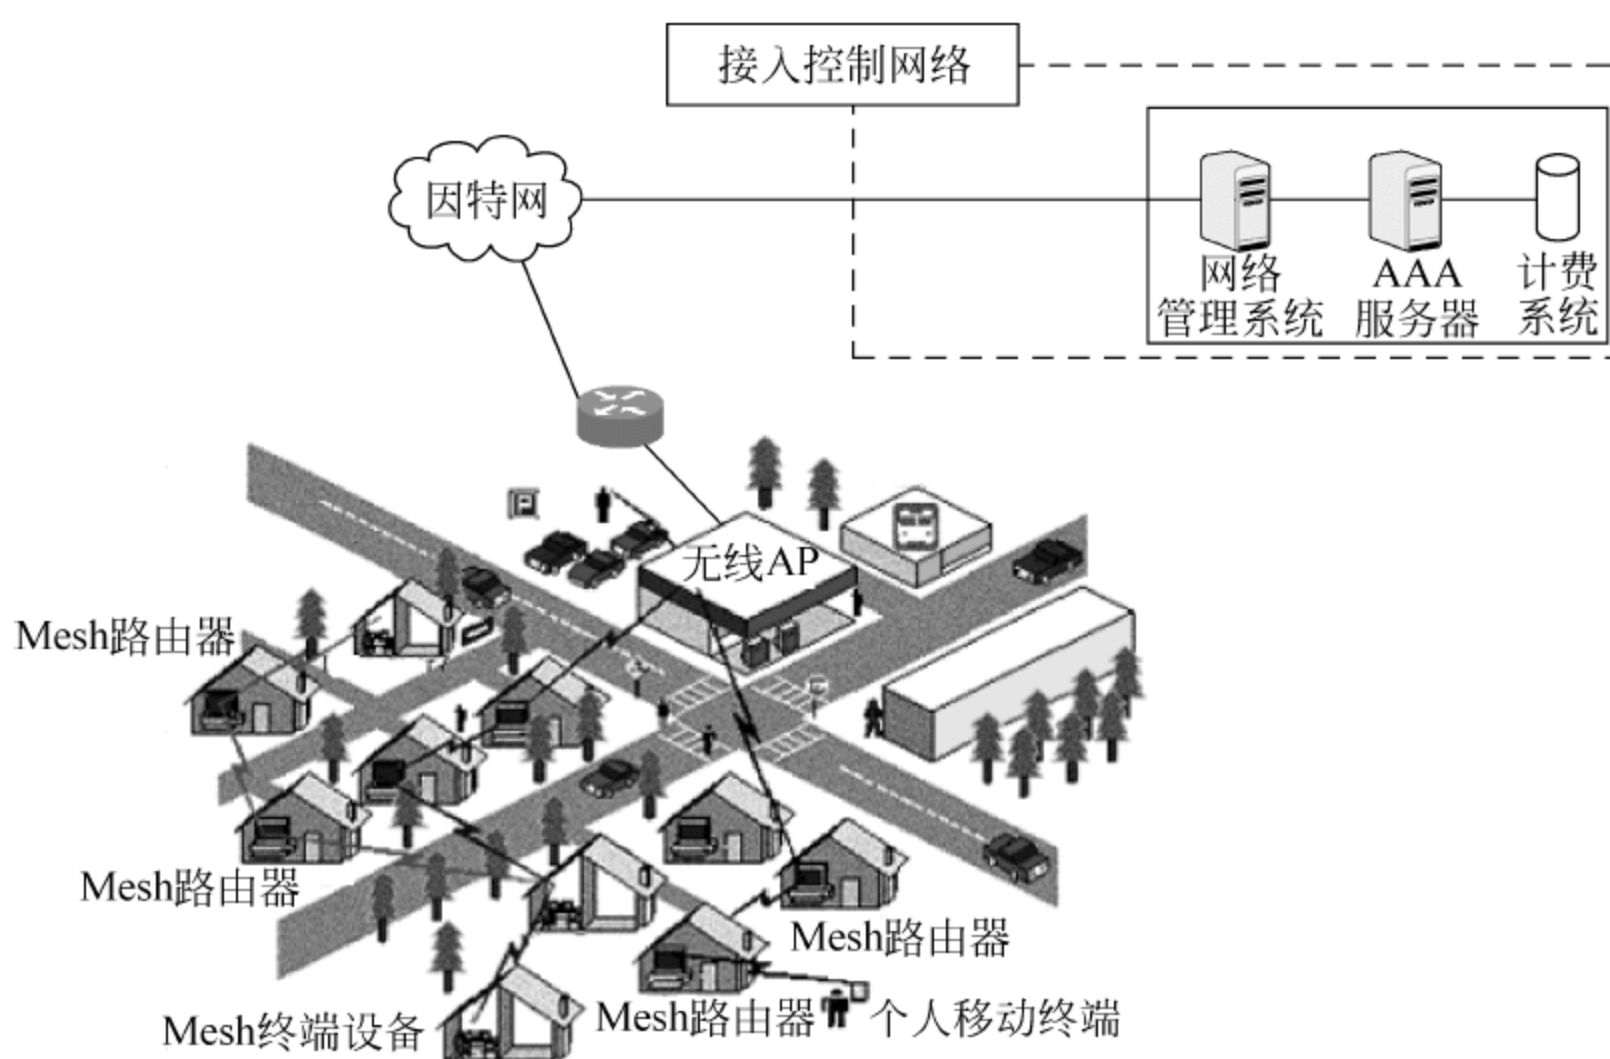 接入控制网络
因特网
网络
管理系统
AAA
服务器
计费
系统
无线AP
Mesh路由器
Mesh路由器
Mesh路由器
Mesh路由器
个人移动终端
Mesh终端设备